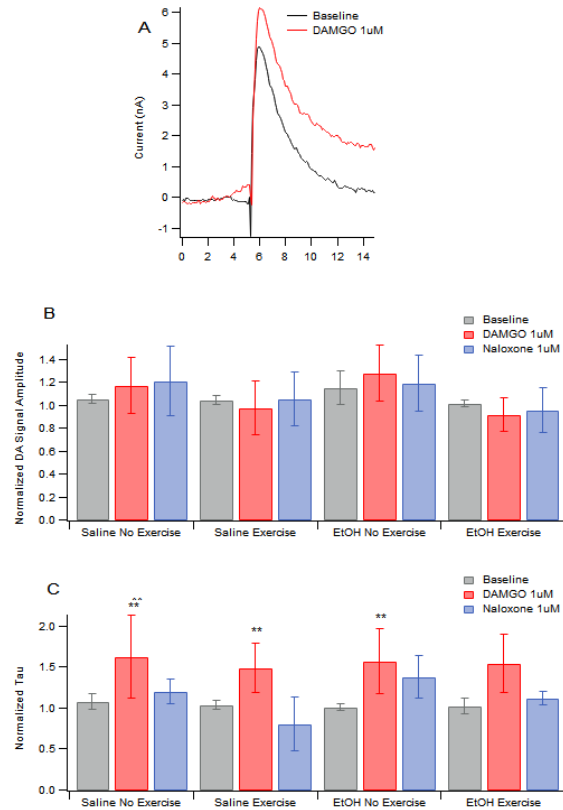 A
Baseline
DAMGO 1uM
6
5
4
3
2
1
0
-1
Current (nA)
0 2 4 6 8 10 12 14
B
Baseline
DAMGO 1uM
Naloxone 1uM
1.4
1.2
1.0
0.8
0.6
0.4
0.2
0.0
Normalized DA Signal Amplitude
Saline No Exercise Saline Exercise EtOH No Exercise EtOH Exercise
C
Baseline
DAMGO 1uM
Naloxone 1uM
^^
** ** **
2.0
1.5
1.0
0.5
0.0
Normalized Tau
Saline No Exercise Saline Exercise EtOH No Exercise EtOH Exercise